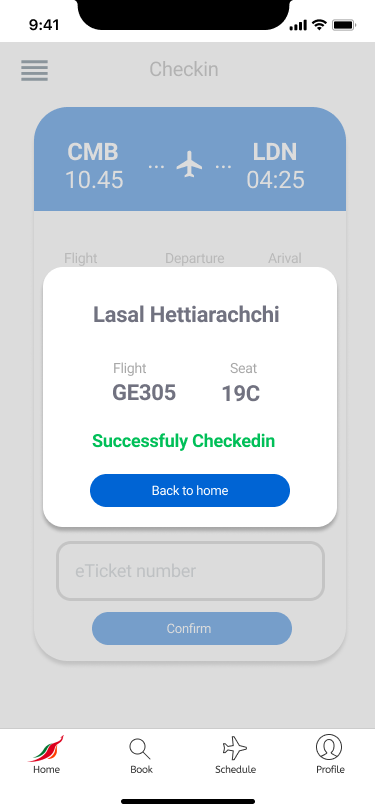 9:41
Checkin
CMB ... ... LDN
10.45 04:25
Flight Departure Arival
Lasal Hettiarachchi
Flight Seat
GE305 19C
Successfuly Checkedin
Back to home
eTicket number
Confirm
Home Book Schedule Profile